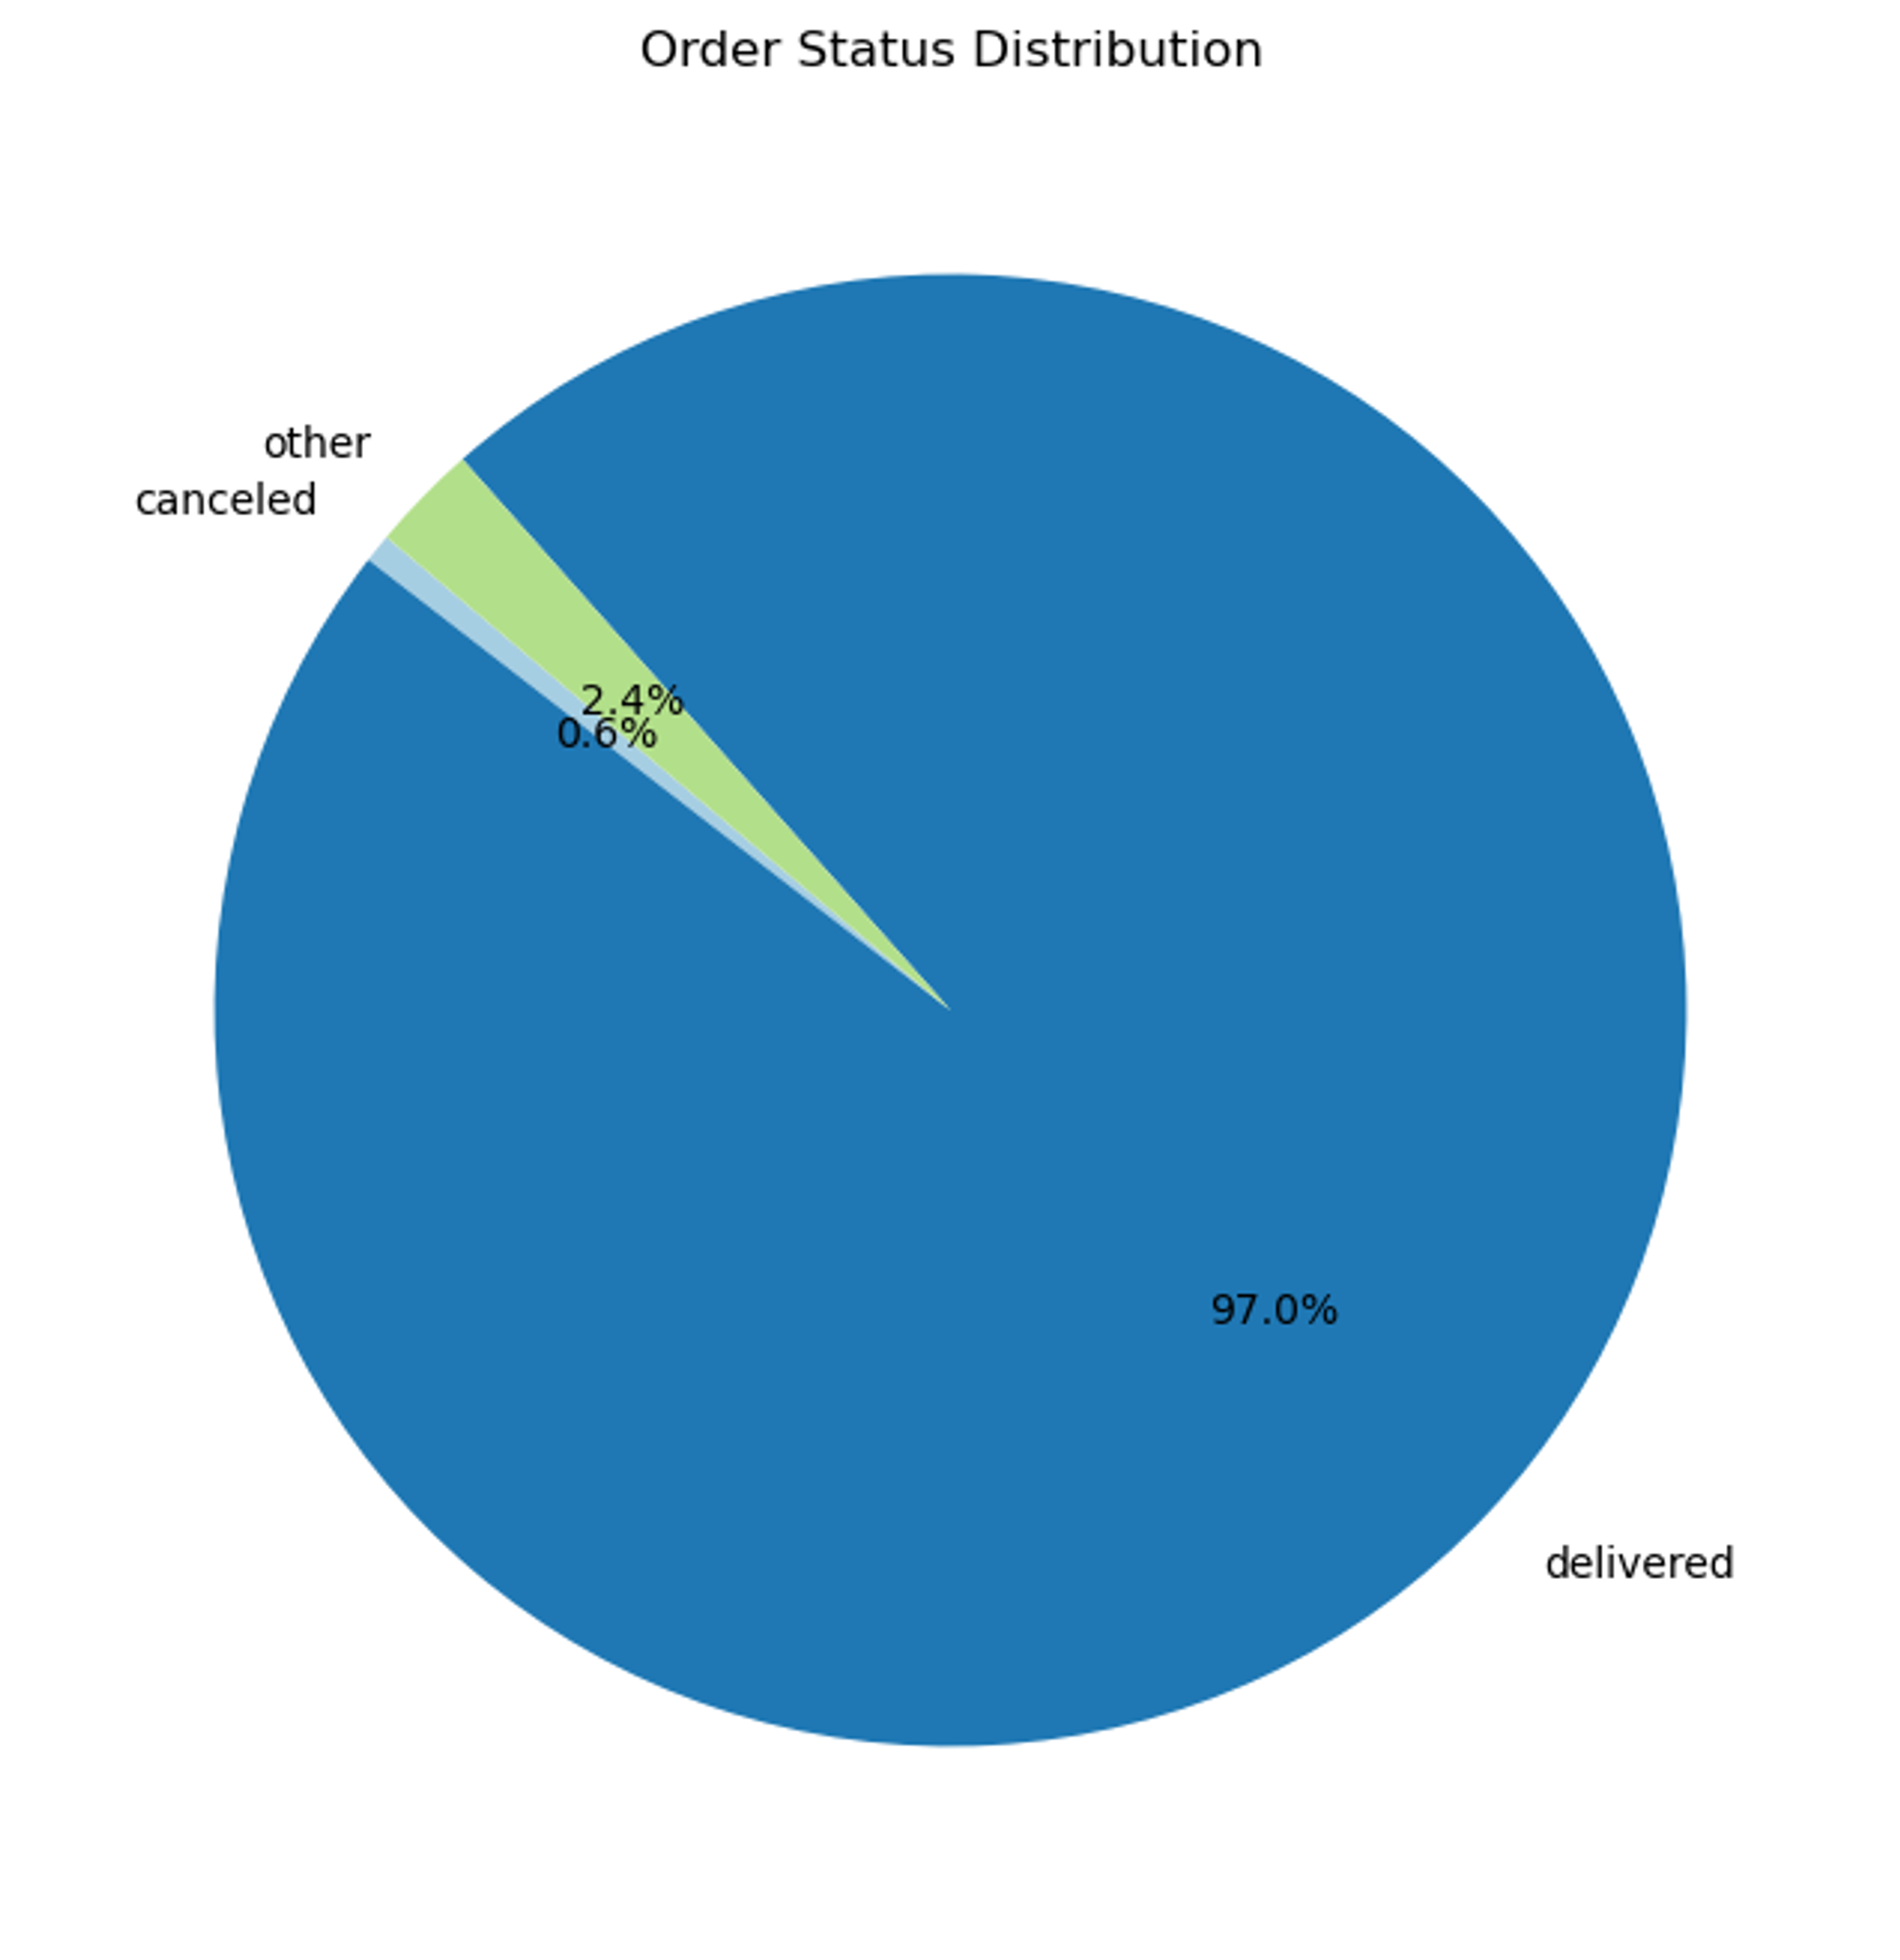 Order Status Distribution
other
canceled
2.4%
0.6%
97.0%
delivered